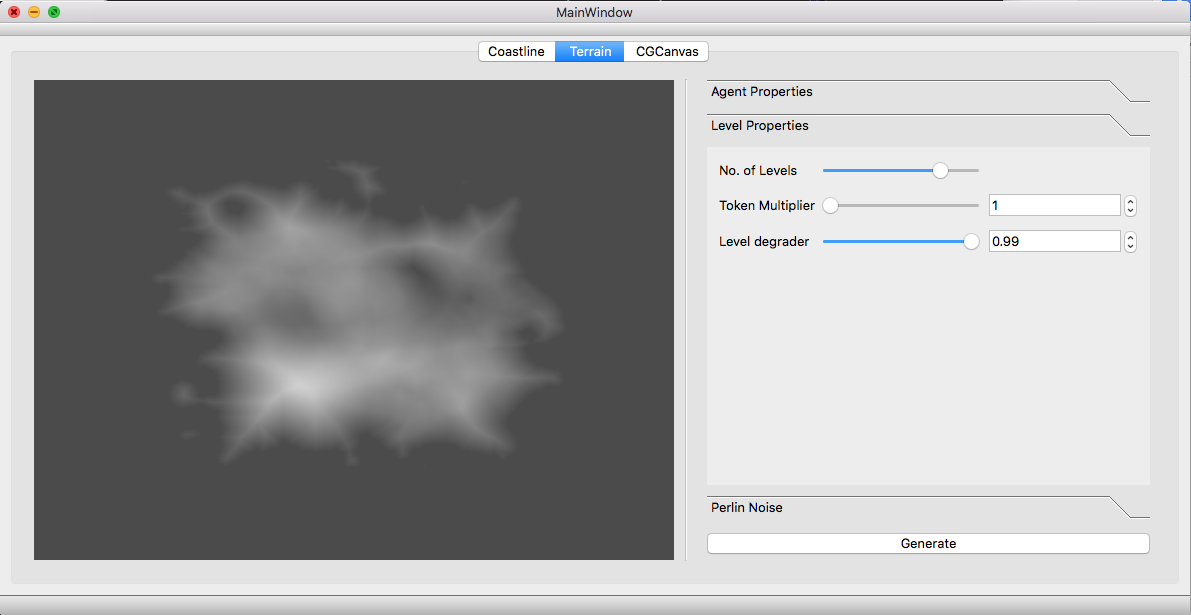 MainWindow
Coastline Terrain CGCanvas
Agent Properties
Level Properties
No. of Levels
Token Multiplier 1
Level degrader 0.99
Perlin Noise
Generate